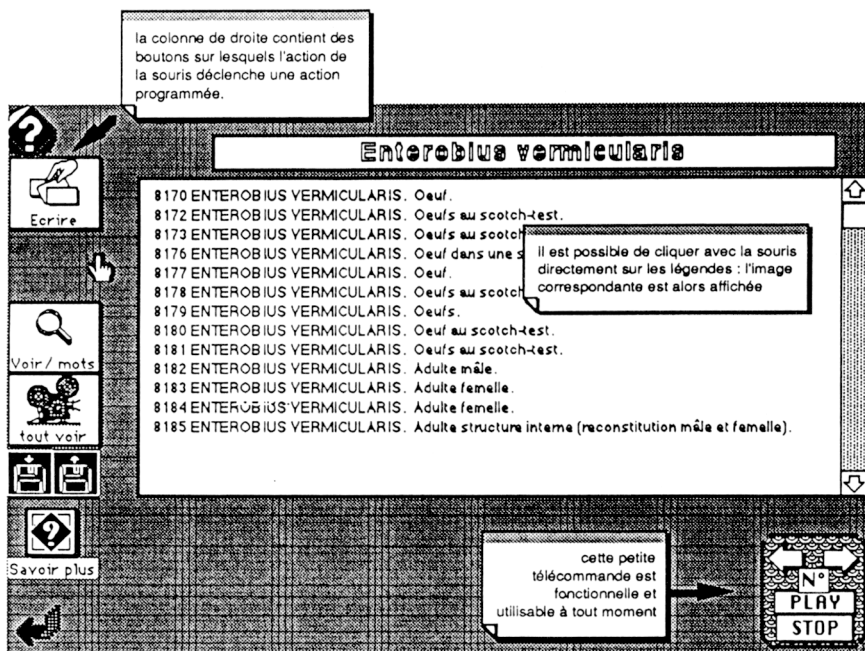 la colonne de droite contient des
boutons sur lesquels l'action de
la souris déclenche une action
programmée.
Enterobius vermicularis
Ecrire
8170 ENTEROBIUS VERMICULARIS. Oeuf.
8172 ENTEROBIUS VERMICULARIS. Oeufs au scotch-test.
8173 ENTEROBIUS VERMICULARIS. Oeufs au scotch
8176 ENTEROBIUS VERMICULARIS. Oeuf dans une s
8177 ENTEROBIUS VERMICULARIS. Oeuf.
8178 ENTEROBIUS VERMICULARIS. Oeufs au scotch
8179 ENTEROBIUS VERMICULARIS. Oeufs.
8180 ENTEROBIUS VERMICULARIS. Oeuf au scotch-test.
8181 ENTEROBIUS VERMICULARIS. Oeufs au scotch-test.
8182 ENTEROBIUS VERMICULARIS. Adulte mâle.
8183 ENTEROBIUS VERMICULARIS. Adulte femelle.
8184 ENTEROBIUS VERMICULARIS. Adulte femelle.
8185 ENTEROBIUS VERMICULARIS. Adulte structure interne (reconstitution mâle et femelle).
il est possible de cliquer avec la souris
directement sur les légendes : l'image
correspondante est alors affichée
Voir / mots
tout voir
Savoir plus
cette petite
télécommande est
fonctionnelle et
utilisable à tout moment
N°
PLAY
STOP